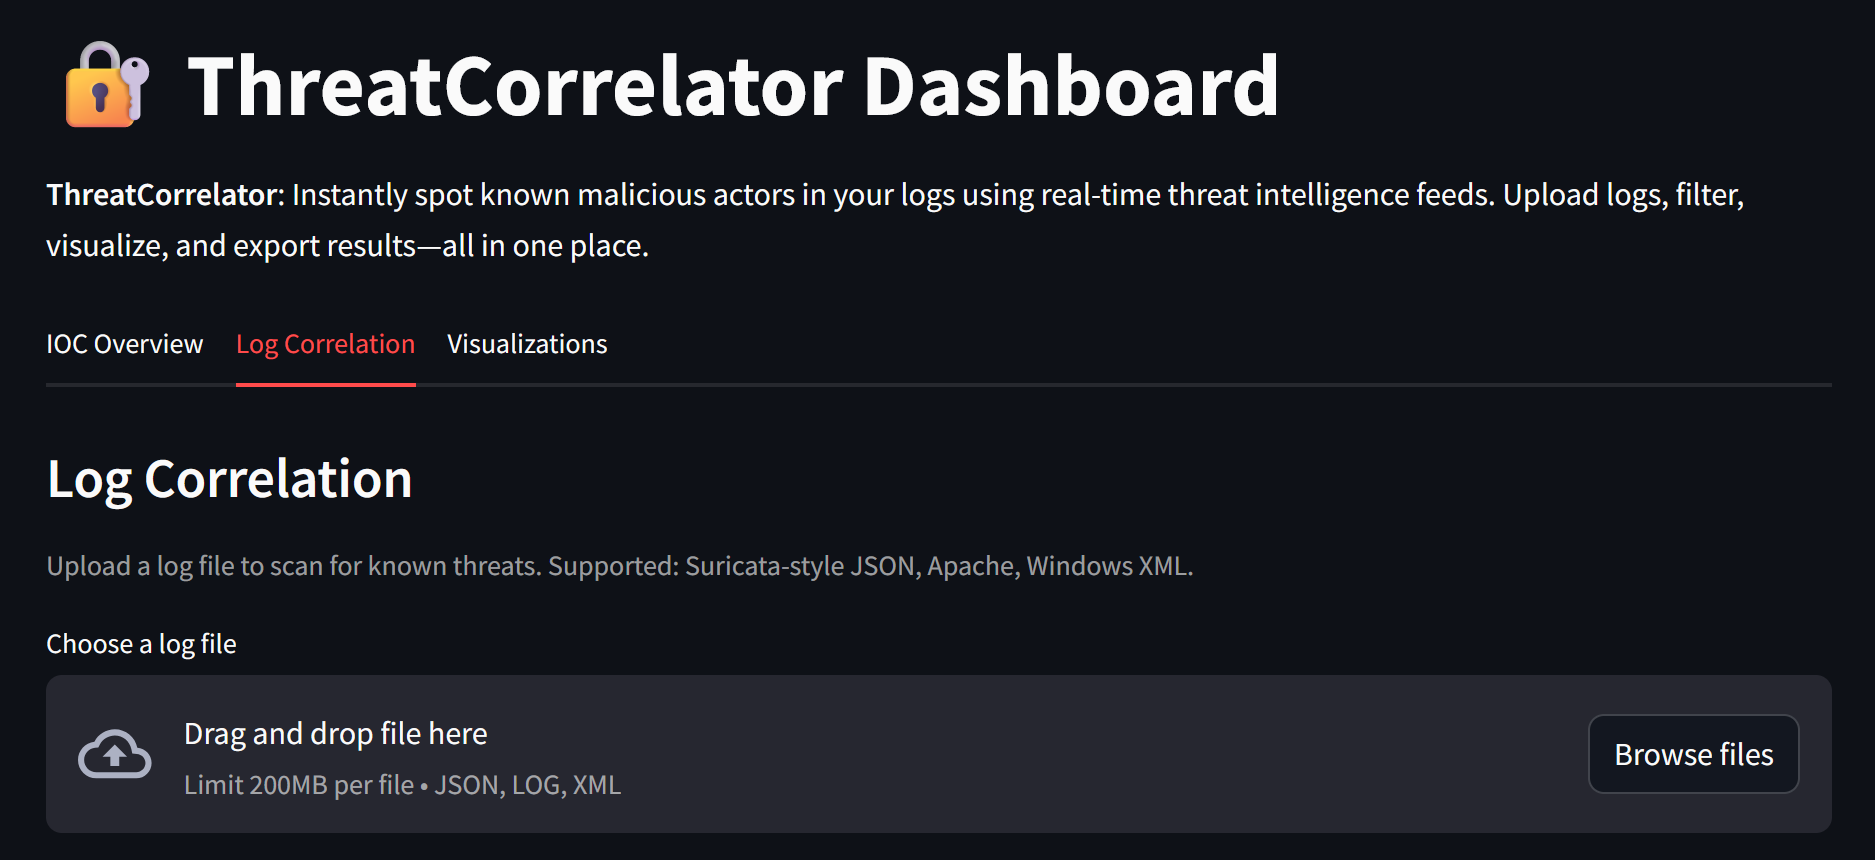 ThreatCorrelator Dashboard
ThreatCorrelator: Instantly spot known malicious actors in your logs using real-time threat intelligence feeds. Upload logs, filter,
visualize, and export results—all in one place.
IOC Overview Log Correlation Visualizations
Log Correlation
Upload a log file to scan for known threats. Supported: Suricata-style JSON, Apache, Windows XML.
Choose a log file
Drag and drop file here
Limit 200MB per file • JSON, LOG, XML
Browse files